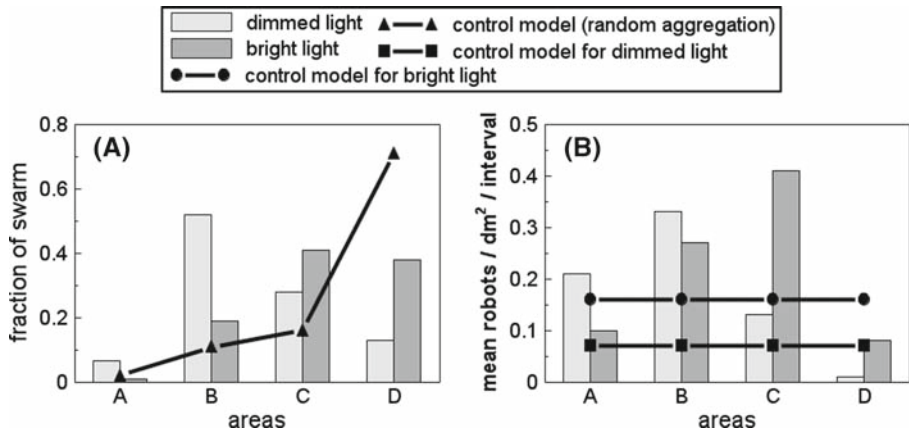 dimmed light
bright light
control model (random aggregation)
control model for dimmed light
control model for bright light
(A)
fraction of swarm
0.8
0.6
0.4
0.2
0
A B C D
areas
(B)
mean robots / dm² / interval
0.5
0.4
0.3
0.2
0.1
0
A B C D
areas